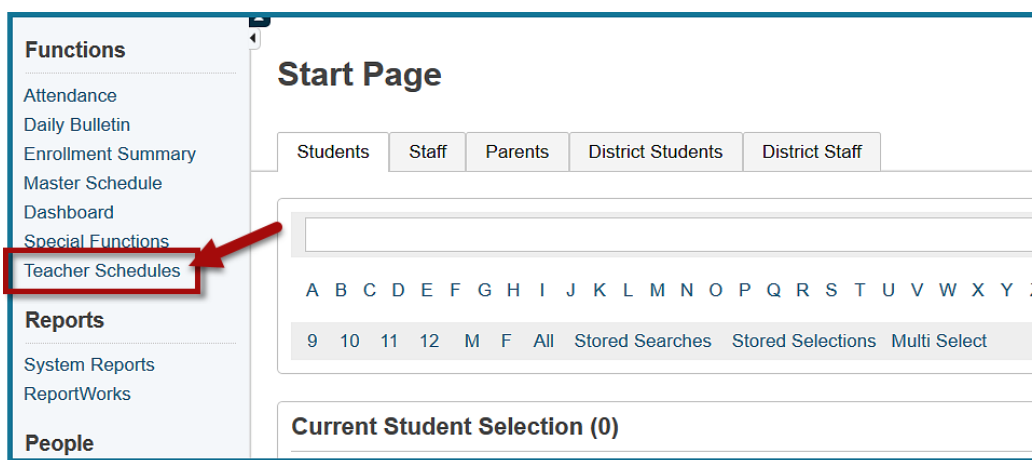 Functions
Attendance
Daily Bulletin
Enrollment Summary
Master Schedule
Dashboard
Special Functions
Teacher Schedules
Reports
System Reports
ReportWorks
People
Start Page
Students Staff Parents District Students District Staff
A B C D E F G H I J K L M N O P Q R S T U V W X Y Z
9 10 11 12 M F All Stored Searches Stored Selections Multi Select
Current Student Selection (0)